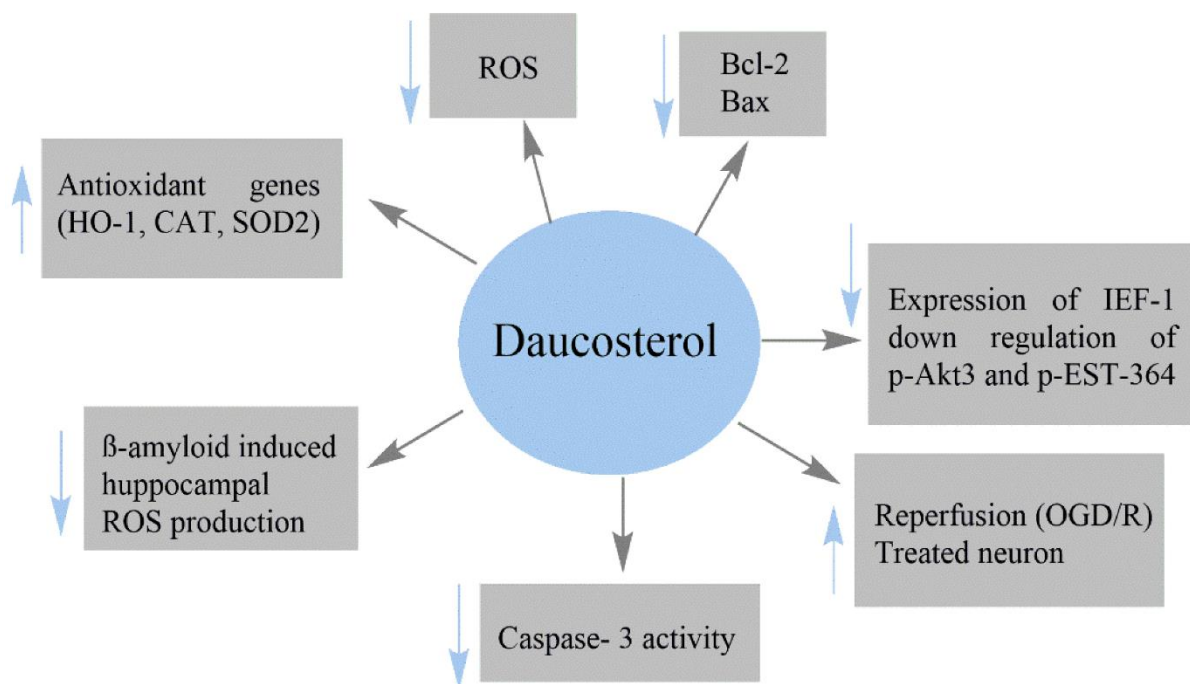 ROS
Bcl-2
Bax
Antioxidant genes
(HO-1, CAT, SOD2)
Daucosterol
Expression of IEF-1
down regulation of
p-Akt3 and p-EST-364
ß-amyloid induced
huppocampal
ROS production
Reperfusion (OGD/R)
Treated neuron
Caspase- 3 activity